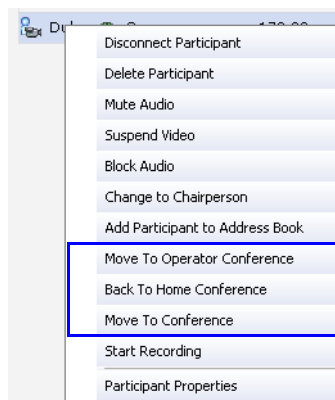 Disconnect Participant
Delete Participant
Mute Audio
Suspend Video
Block Audio
Change to Chairperson
Add Participant to Address Book
Move To Operator Conference
Back To Home Conference
Move To Conference
Start Recording
Participant Properties